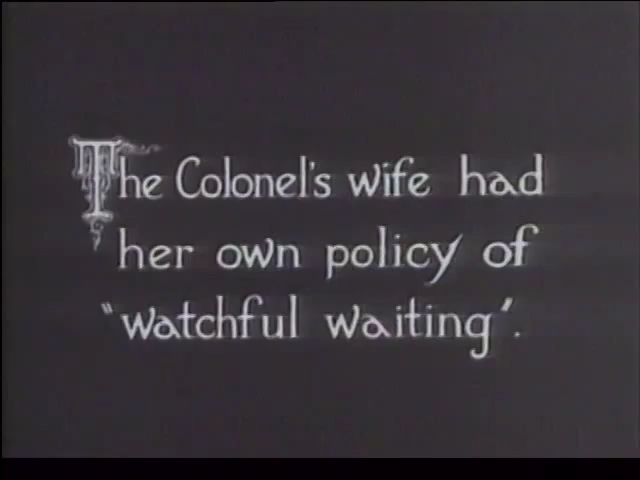 The Colonel's wife had
her own policy of
"watchful waiting".